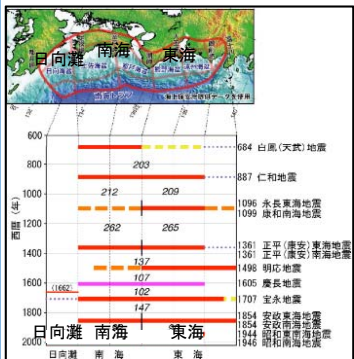 日向灘 南海 東海
600
684 白鳳(天武)地震
203
800
887 仁和地震
1000
212 209
1096 永長東海地震
1099 康和南海地震
1200
262 265
西暦(年)
1400
1361 正平(康安)東海地震
1361 正平(康安)南海地震
137
1498 明応地震
1600
107
1605 慶長地震
(1662)
102
1707 宝永地震
1800
147
1854 安政東海地震
1854 安政南海地震
1944 昭和東南海地震
1946 昭和南海地震
2000
日向灘 南海 東海
日向灘 南 海 東 海